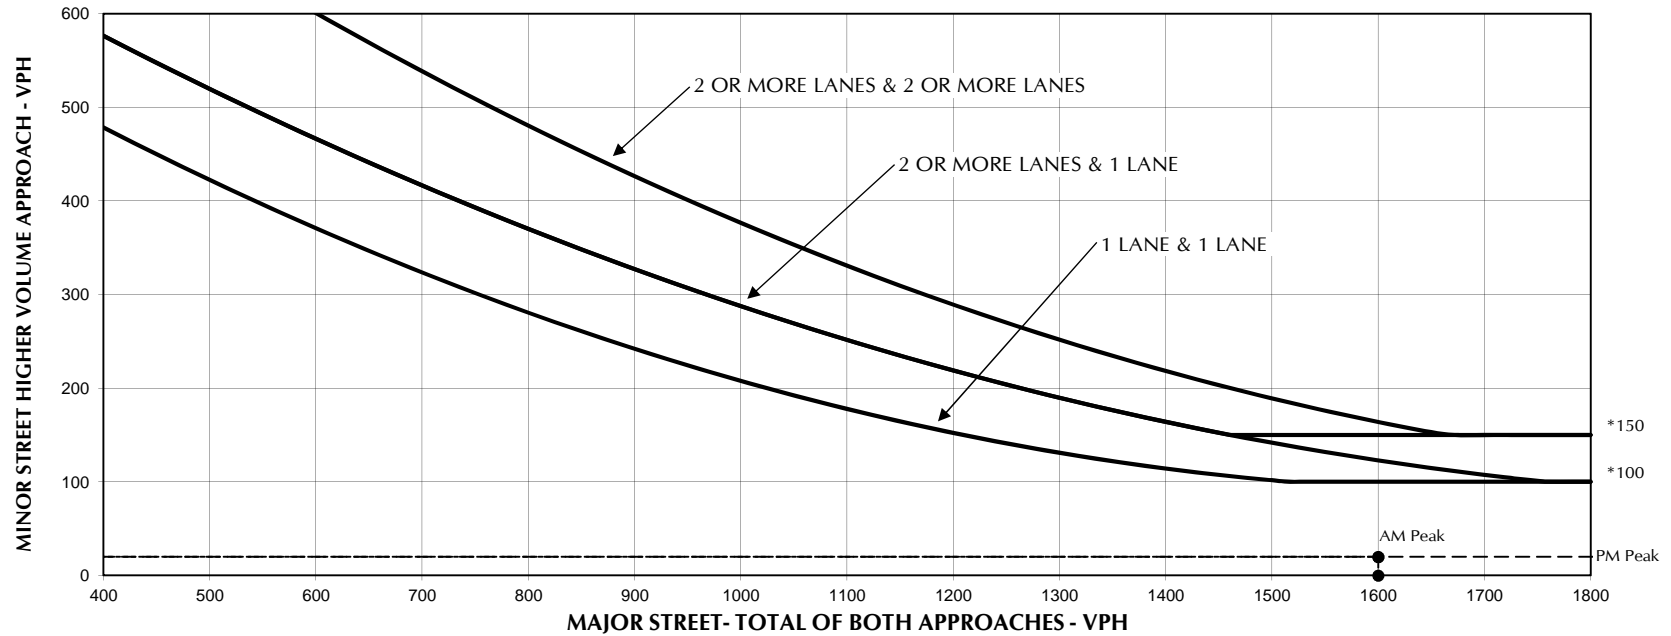 600
500
400
300
200
100
0
MINOR STREET HIGHER VOLUME APPROACH - VPH
2 OR MORE LANES & 2 OR MORE LANES
2 OR MORE LANES & 1 LANE
1 LANE & 1 LANE
*150
*100
AM Peak
PM Peak
400 500 600 700 800 900 1000 1100 1200 1300 1400 1500 1600 1700 1800
MAJOR STREET- TOTAL OF BOTH APPROACHES - VPH